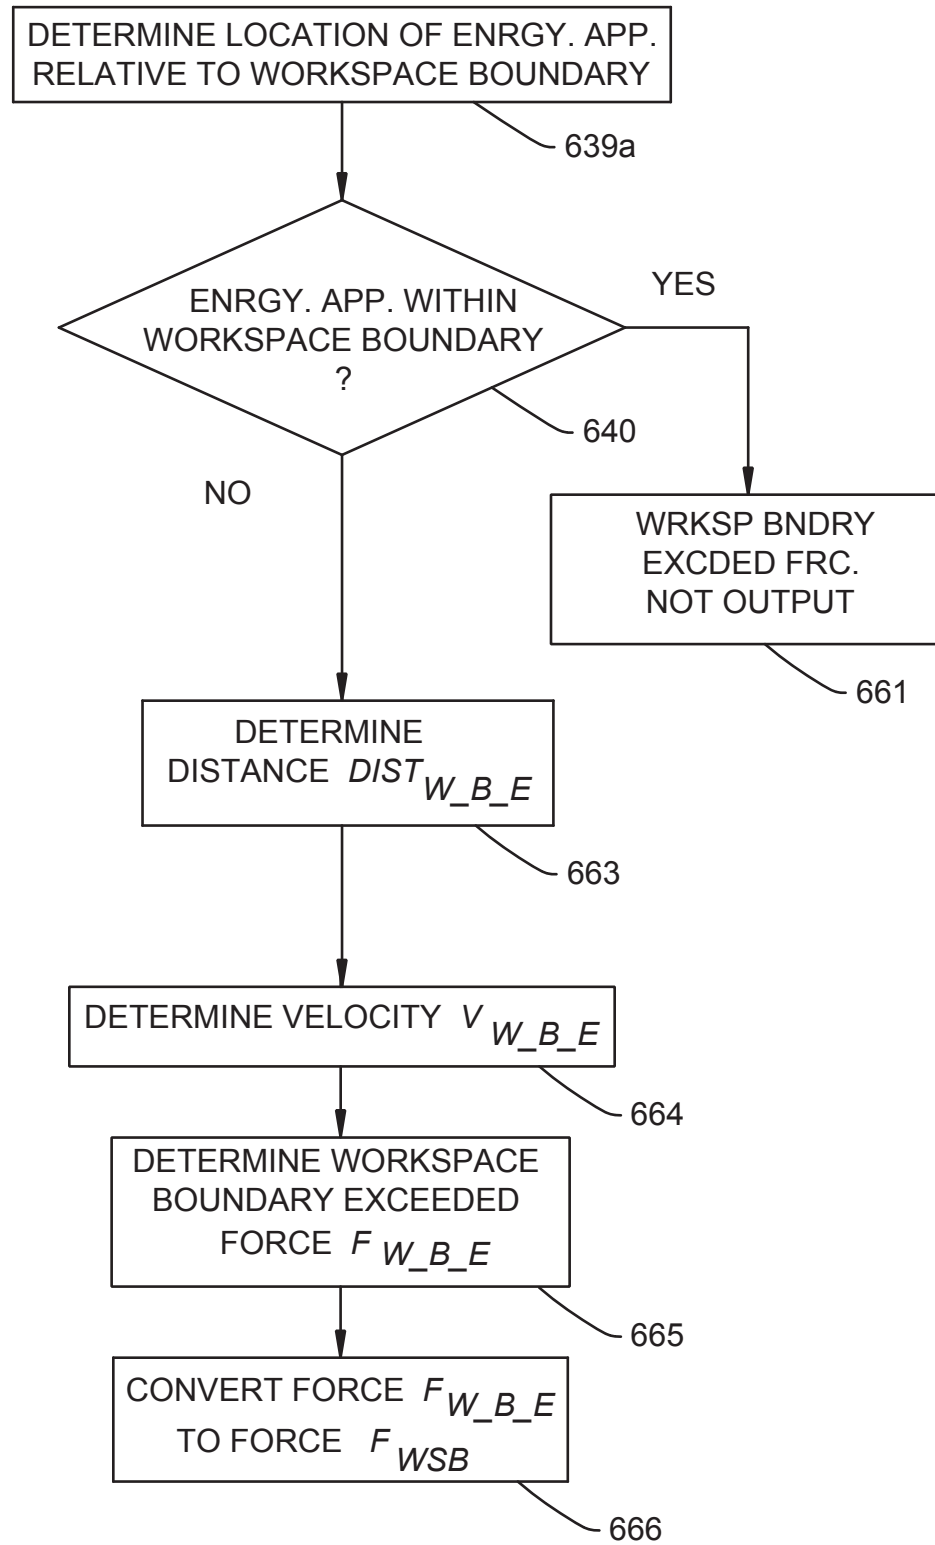 DETERMINE LOCATION OF ENRGY. APP.
RELATIVE TO WORKSPACE BOUNDARY
639a
ENRGY. APP. WITHIN
WORKSPACE BOUNDARY
?
YES
640
NO
WRKSP BNDRY
EXCDED FRC.
NOT OUTPUT
661
DETERMINE
DISTANCE DIST W_B_E
663
DETERMINE VELOCITY V W_B_E
664
DETERMINE WORKSPACE
BOUNDARY EXCEEDED
FORCE F W_B_E
665
CONVERT FORCE F W_B_E
TO FORCE F WSB
666